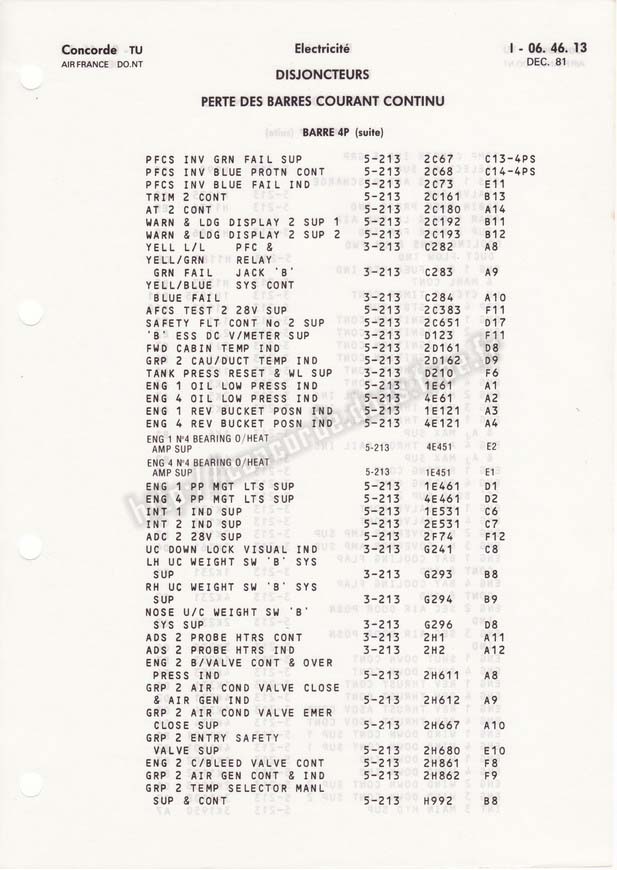 Concorde TU
Electricité
I - 06. 46. 13
AIR FRANCE DO.NT
DEC. 81
DISJONCTEURS
PERTE DES BARRES COURANT CONTINU
BARRE 4P (suite)
PFCS INV GRN FAIL SUP 5-213 2C67 C13-4PS
PFCS INV BLUE PROTN CONT 5-213 2C68 C14-4PS
PFCS INV BLUE FAIL IND 5-213 2C73 E11
TRIM 2 CONT 5-213 2C161 B13
AT 2 CONT 5-213 2C180 A14
WARN & LDG DISPLAY 2 SUP 1 5-213 2C192 B11
WARN & LDG DISPLAY 2 SUP 2 5-213 2C193 B12
YELL L/L PFC & 3-213 C282 A8
YELL/GRN RELAY
GRN FAIL JACK 'B' 3-213 C283 A9
YELL/BLUE SYS CONT
BLUE FAIL 3-213 C284 A10
AFCS TEST 2 28V SUP 5-213 2C383 F11
SAFETY FLT CONT No 2 SUP 5-213 2C651 D17
'B' ESS DC V/METER SUP 3-213 D123 F11
FWD CABIN TEMP IND 5-213 2D161 D8
GRP 2 CAU/DUCT TEMP IND 5-213 2D162 D9
TANK PRESS RESET & WL SUP 3-213 D210 F6
ENG 1 OIL LOW PRESS IND 5-213 1E61 A1
ENG 4 OIL LOW PRESS IND 5-213 4E61 A2
ENG 1 REV BUCKET POSN IND 5-213 1E121 A3
ENG 4 REV BUCKET POSN IND 5-213 4E121 A4
ENG 1 N°4 BEARING O/HEAT
AMP SUP 5-213 4E451 E2
ENG 4 N°4 BEARING O/HEAT
AMP SUP 5-213 1E451 E1
ENG 1 PP MGT LTS SUP 5-213 1E461 D1
ENG 4 PP MGT LTS SUP 5-213 4E461 D2
INT 1 IND SUP 5-213 1E531 C6
INT 2 IND SUP 5-213 2E531 C7
ADC 2 28V SUP 5-213 2F74 F12
UC DOWN LOCK VISUAL IND 3-213 G241 C8
LH UC WEIGHT SW 'B' SYS
SUP 3-213 G293 B8
RH UC WEIGHT SW 'B' SYS
SUP 3-213 G294 B9
NOSE U/C WEIGHT SW 'B'
SYS SUP 3-213 G296 D8
ADS 2 PROBE HTRS CONT 3-213 2H1 A11
ADS 2 PROBE HTRS IND 3-213 2H2 A12
ENG 2 B/VALVE CONT & OVER
PRESS IND 5-213 2H611 A8
GRP 2 AIR COND VALVE CLOSE
& AIR GEN IND 5-213 2H612 A9
GRP 2 AIR COND VALVE EMER
CLOSE SUP 5-213 2H667 A10
GRP 2 ENTRY SAFETY
VALVE SUP 5-213 2H680 E10
ENG 2 C/BLEED VALVE CONT 5-213 2H861 F8
GRP 2 AIR GEN CONT & IND 5-213 2H862 F9
GRP 2 TEMP SELECTOR MANL
SUP & CONT 5-213 H992 B8